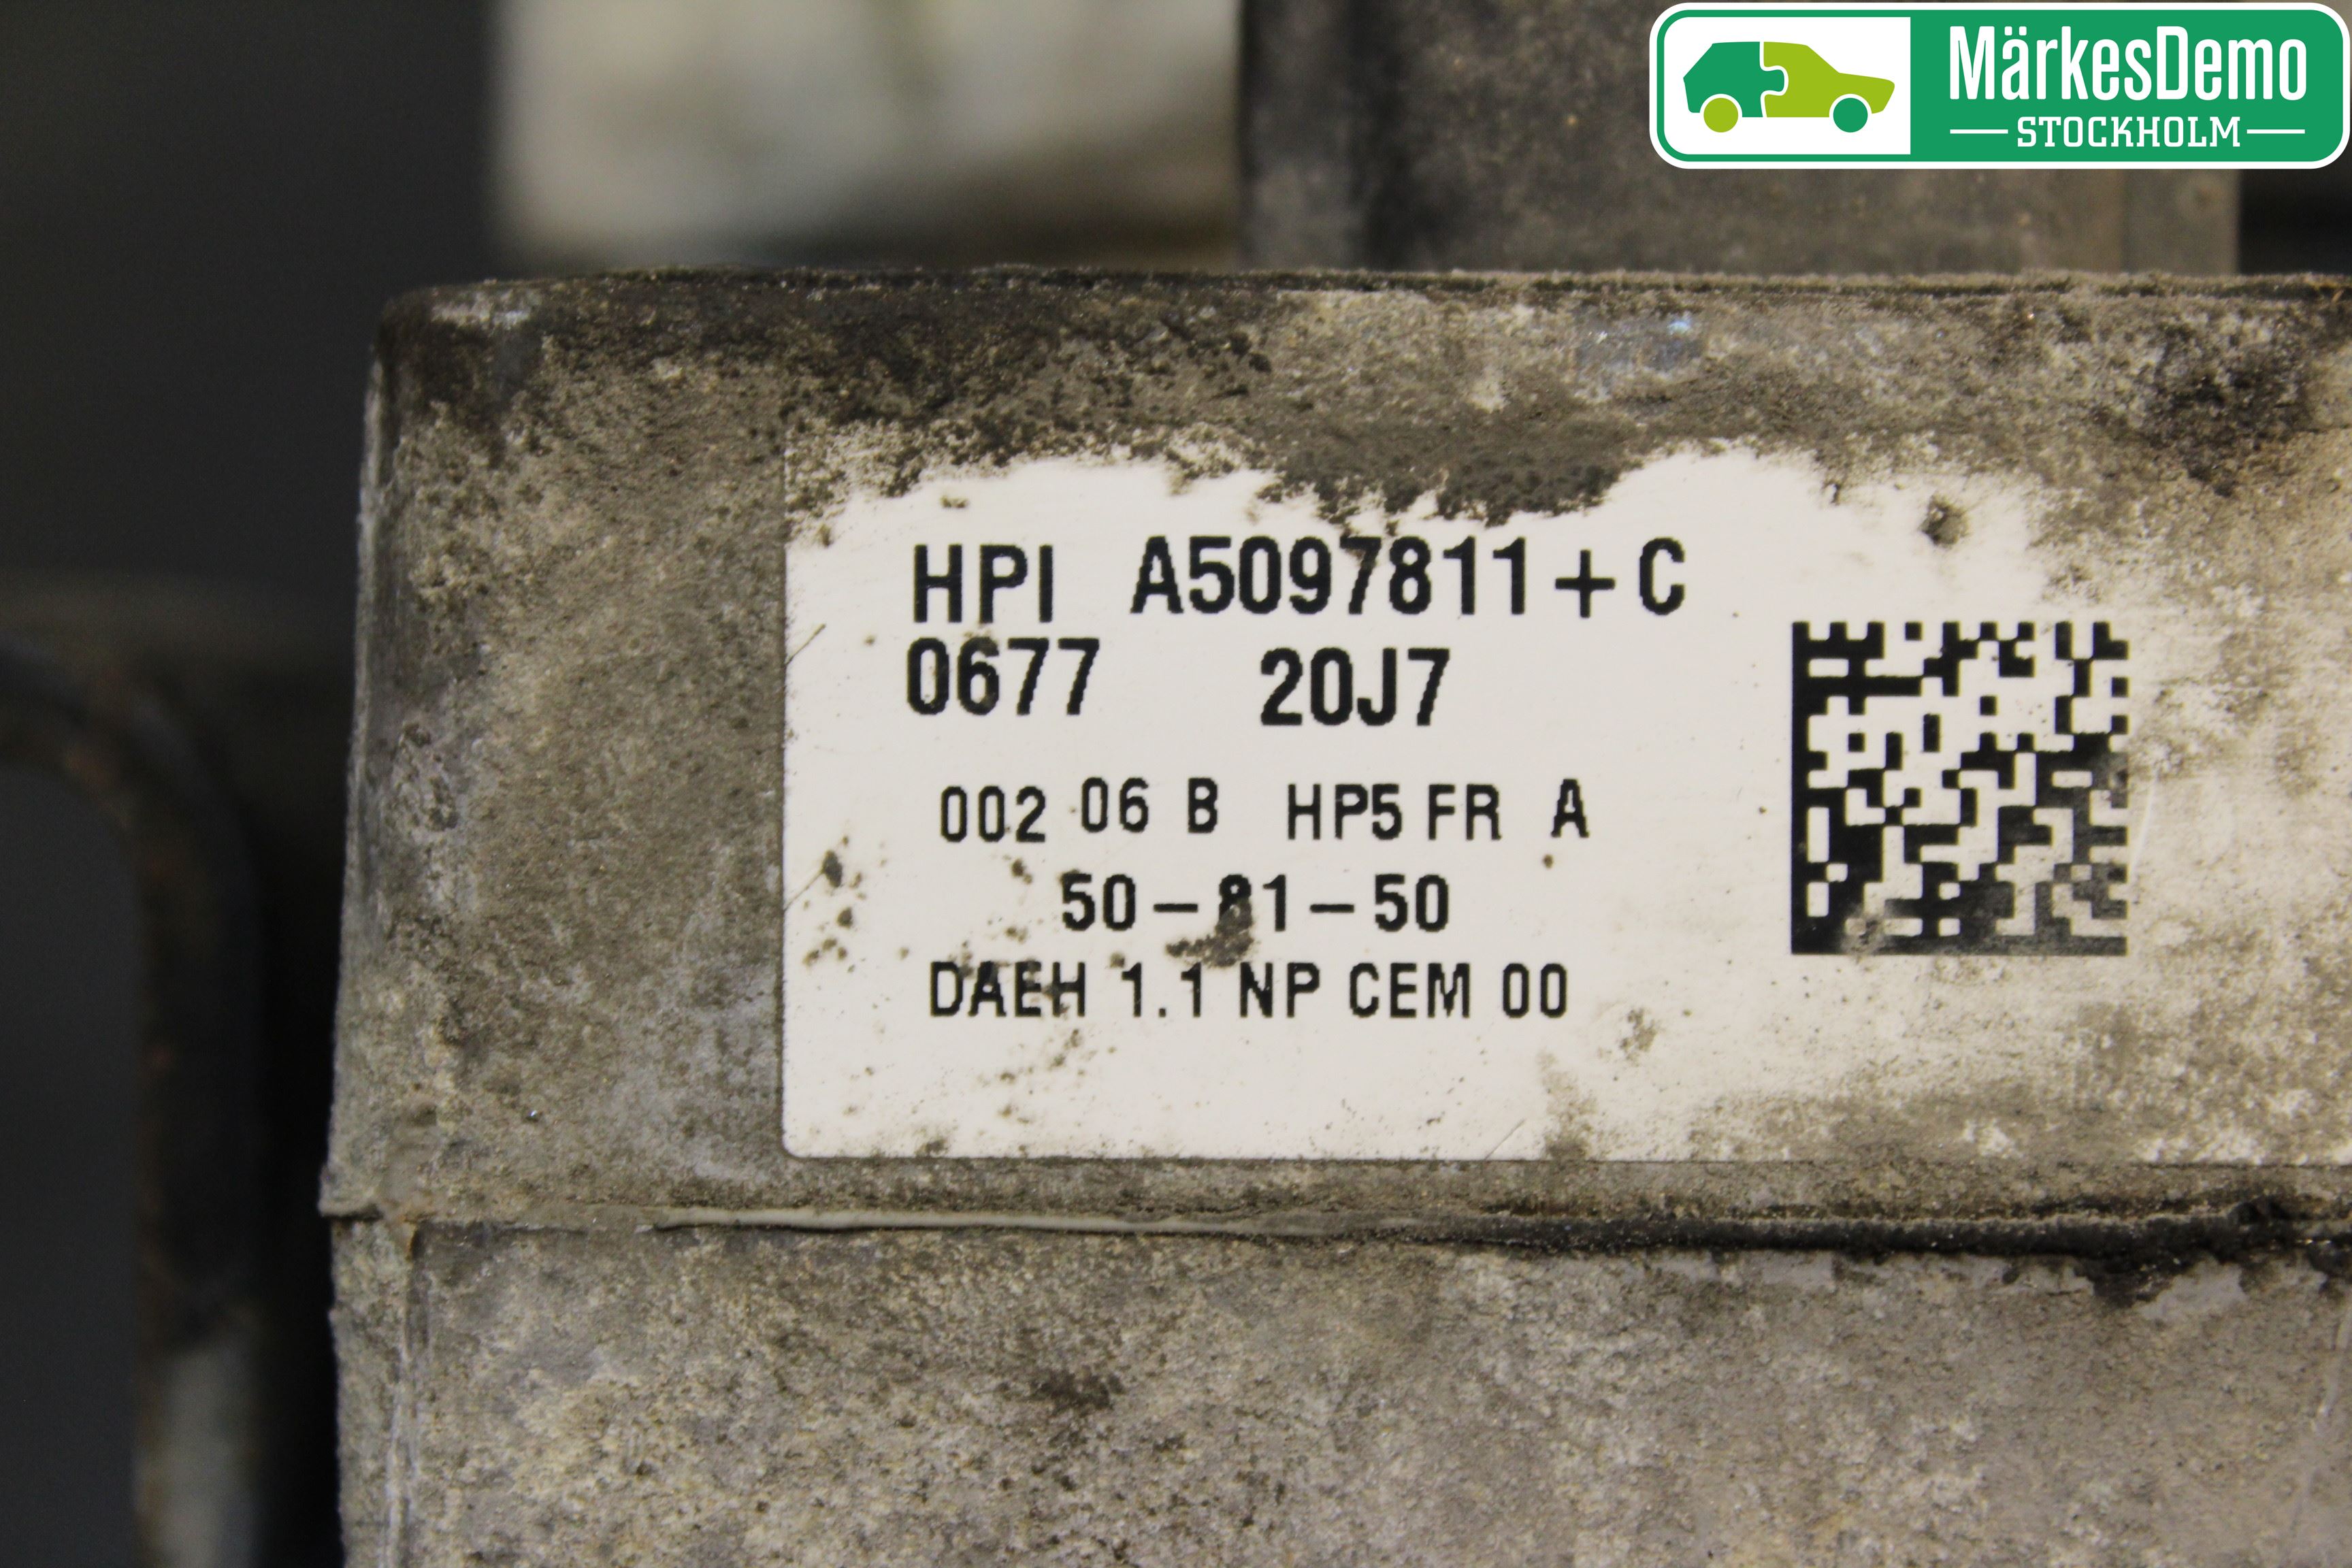 MärkesDemo
STOCKHOLM
HPI A5097811+C
0677 20J7
002 06 B HP5 FR A
50-81-50
DAEH 1.1 NP CEM 00